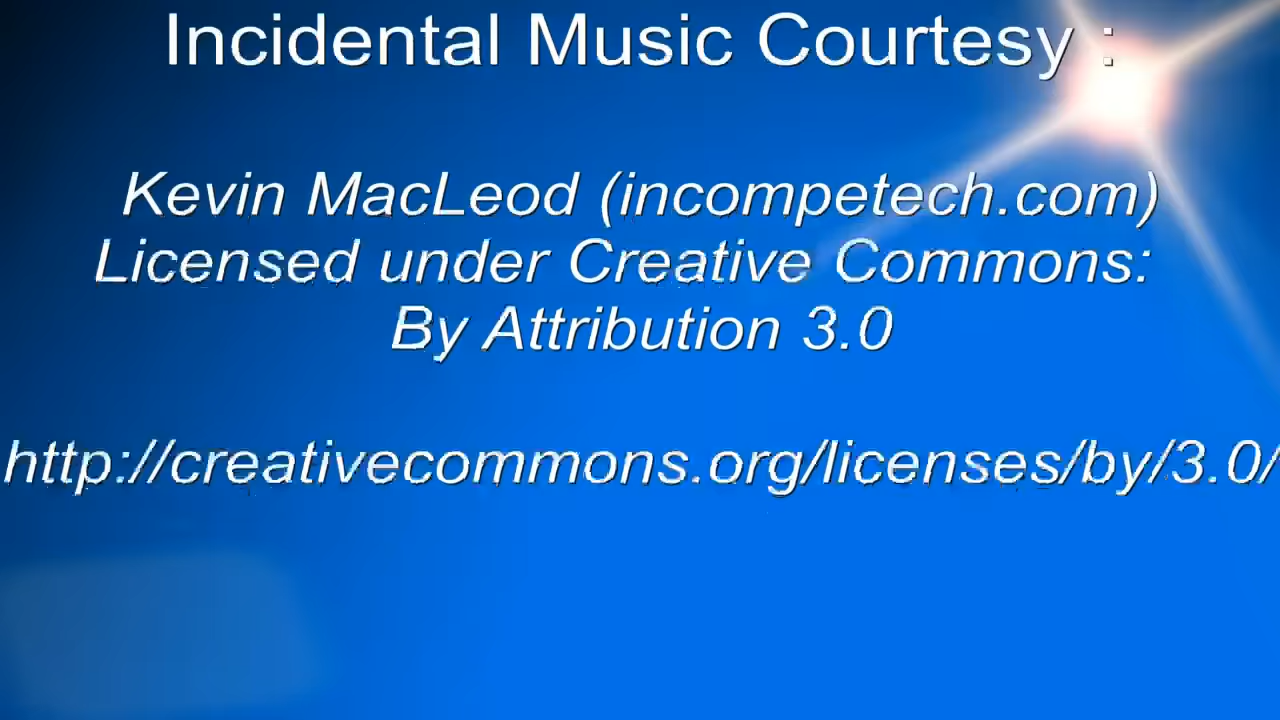 Incidental Music Courtesy :
Kevin MacLeod (incompetech.com)
Licensed under Creative Commons:
By Attribution 3.0
http://creativecommons.org/licenses/by/3.0/